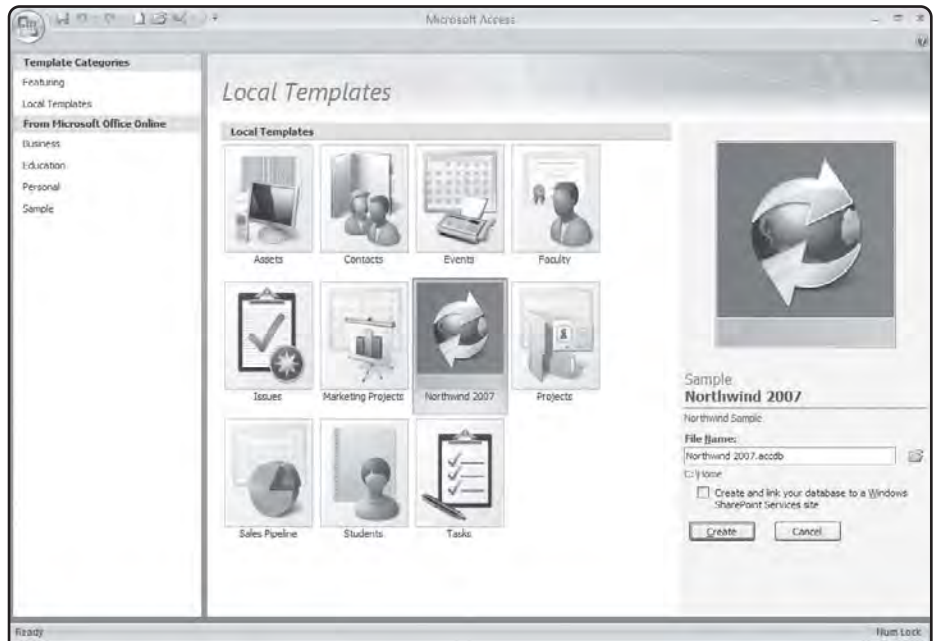 Microsoft Access
Template Categories
Featuring
Local Templates
From Microsoft Office Online
Business
Education
Personal
Sample
Local Templates
Local Templates
Assets
Contacts
Events
Faculty
Issues
Marketing Projects
Northwind 2007
Projects
Sales Pipeline
Students
Tasks
Sample
Northwind 2007
Northwind Sample
File Name:
Northwind 2007.accdb
C:\Home
Create and link your database to a Windows
SharePoint Services site
Create
Cancel
Ready
Num Lock